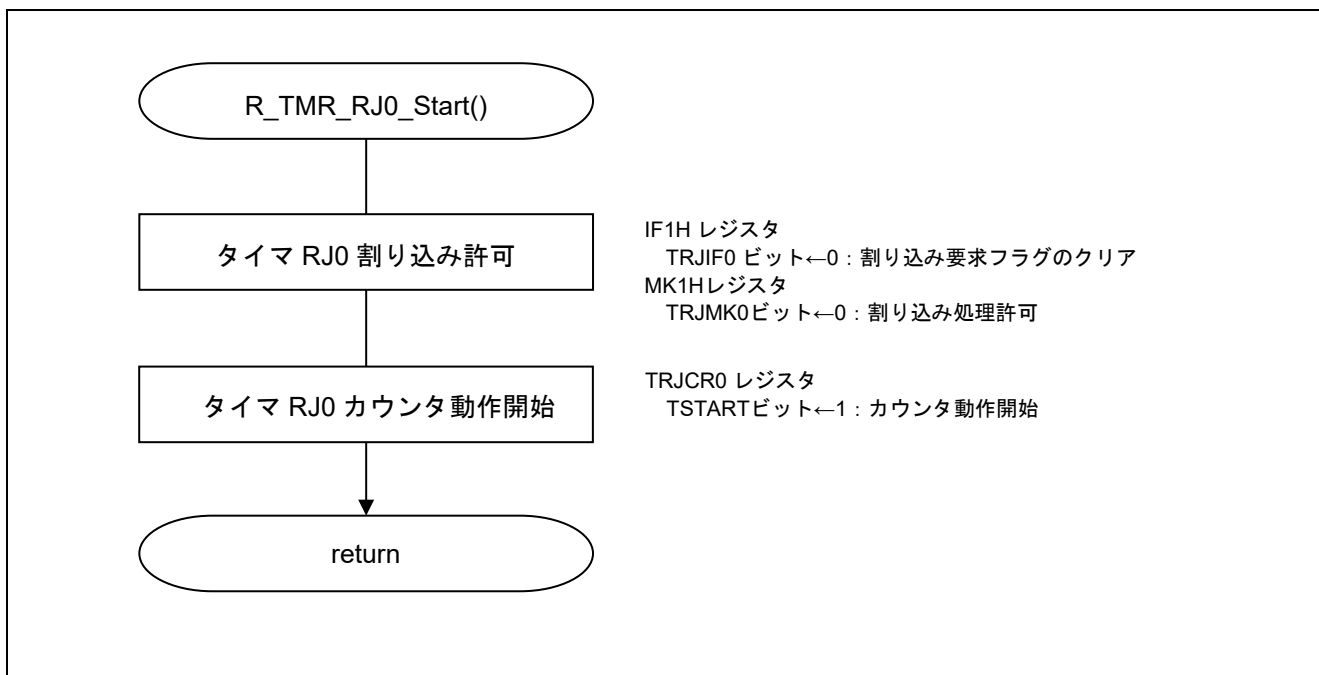 R_TMR_RJ0_Start()
タイマ RJ0 割り込み許可
IF1H レジスタ
TRJIF0 ビット←0：割り込み要求フラグのクリア
MK1Hレジスタ
TRJMK0ビット←0：割り込み処理許可
タイマ RJ0 カウンタ動作開始
TRJCR0 レジスタ
TSTARTビット←1：カウンタ動作開始
return